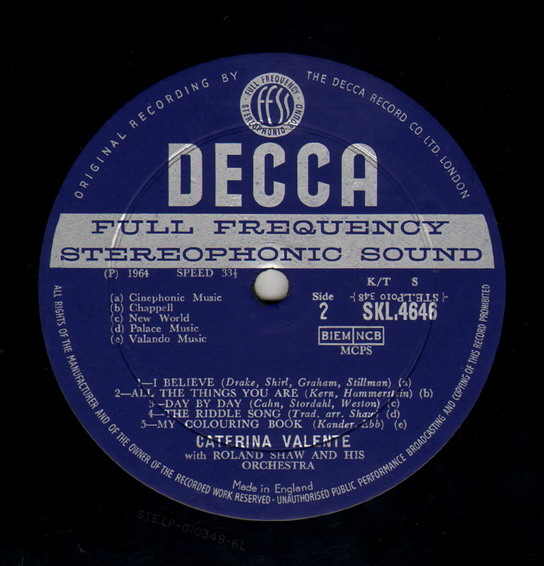 ORIGINAL RECORDING BY
THE DECCA RECORD CO. LTD. LONDON
FULL FREQUENCY
FFSS
STEREOPHONIC SOUND
DECCA
FULL FREQUENCY
STEREOPHONIC SOUND
(P) 1964 SPEED 33⅓
K/T S
(a) Cinephonic Music
(b) Chappell
(c) New World
(d) Palace Music
(e) Valando Music
Side
2
SKL.4646
BIEM NCB
MCPS
1—I BELIEVE (Drake, Shirl, Graham, Stillman) (a)
2—ALL THE THINGS YOU ARE (Kern, Hammerstein) (b)
3—DAY BY DAY (Cahn, Stordahl, Weston) (c)
4—THE RIDDLE SONG (Trad. arr. Shaw) (d)
5—MY COLOURING BOOK (Kander. Ebb) (e)
CATERINA VALENTE
with ROLAND SHAW AND HIS
ORCHESTRA
Made in England
ALL RIGHTS OF THE MANUFACTURER AND OF THE OWNER OF THE RECORDED WORK RESERVED · UNAUTHORISED PUBLIC PERFORMANCE BROADCASTING AND COPYING OF THIS RECORD PROHIBITED
STELP-010348-6L